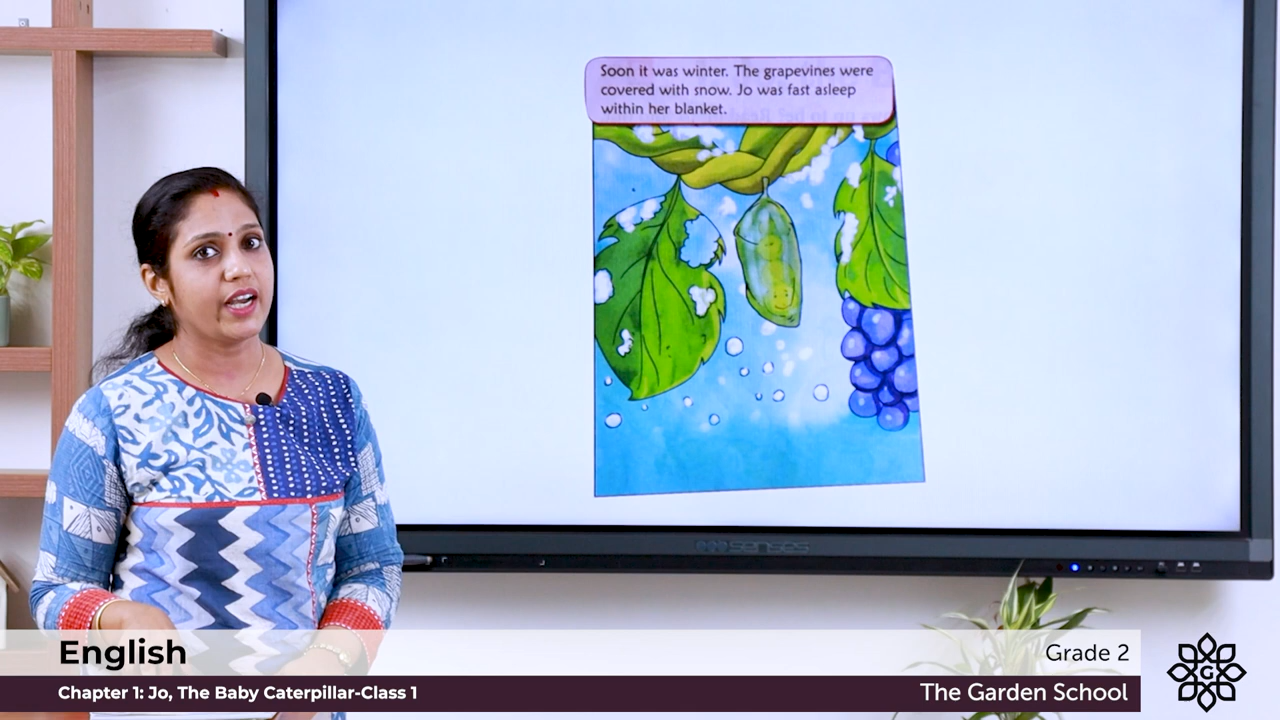 Soon it was winter. The grapevines were
covered with snow. Jo was fast asleep
within her blanket.
senses
English
Grade 2
Chapter 1: Jo, The Baby Caterpillar-Class 1
The Garden School
G